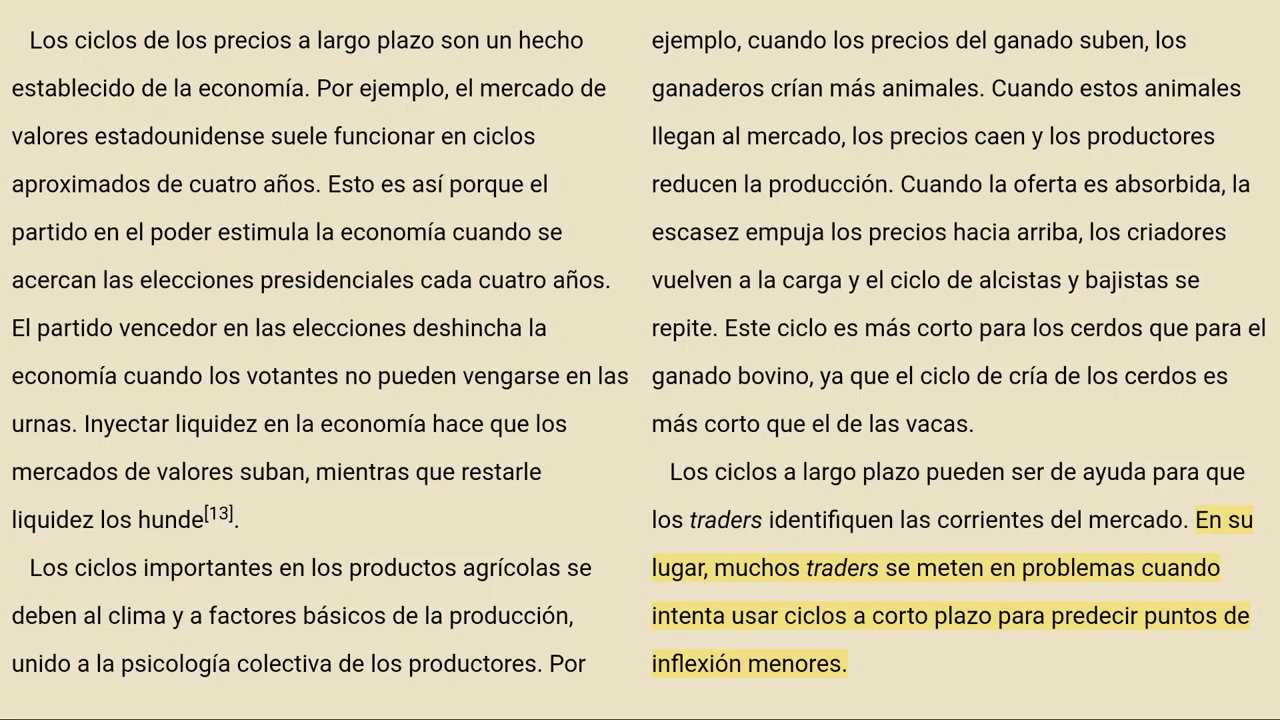 Los ciclos de los precios a largo plazo son un hecho
establecido de la economía. Por ejemplo, el mercado de
valores estadounidense suele funcionar en ciclos
aproximados de cuatro años. Esto es así porque el
partido en el poder estimula la economía cuando se
acercan las elecciones presidenciales cada cuatro años.
El partido vencedor en las elecciones deshincha la
economía cuando los votantes no pueden vengarse en las
urnas. Inyectar liquidez en la economía hace que los
mercados de valores suban, mientras que restarle
liquidez los hunde[13].
Los ciclos importantes en los productos agrícolas se
deben al clima y a factores básicos de la producción,
unido a la psicología colectiva de los productores. Por
ejemplo, cuando los precios del ganado suben, los
ganaderos crían más animales. Cuando estos animales
llegan al mercado, los precios caen y los productores
reducen la producción. Cuando la oferta es absorbida, la
escasez empuja los precios hacia arriba, los criadores
vuelven a la carga y el ciclo de alcistas y bajistas se
repite. Este ciclo es más corto para los cerdos que para el
ganado bovino, ya que el ciclo de cría de los cerdos es
más corto que el de las vacas.
Los ciclos a largo plazo pueden ser de ayuda para que
los traders identifiquen las corrientes del mercado. En su
lugar, muchos traders se meten en problemas cuando
intenta usar ciclos a corto plazo para predecir puntos de
inflexión menores.